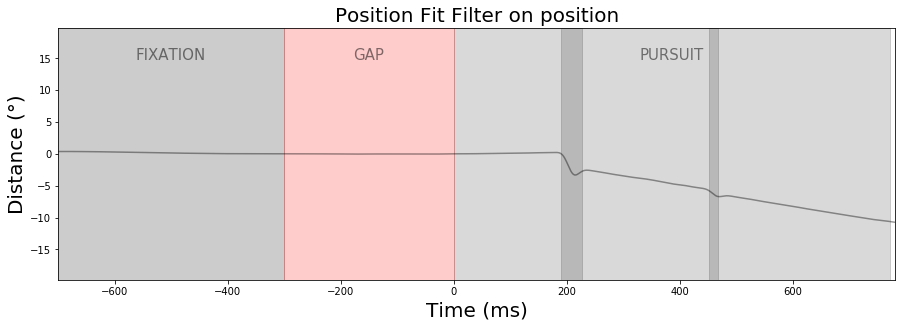 Position Fit Filter on position
FIXATION GAP PURSUIT
Distance (°)
15
10
5
0
−5
−10
−15
−600 −400 −200 0 200 400 600
Time (ms)